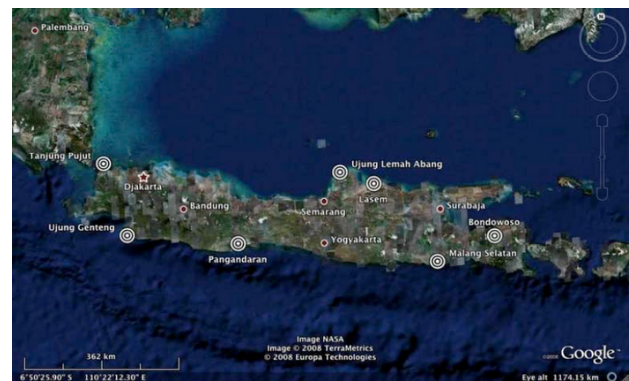 N
Palembang
Tanjung Pujut
Djakarta
Bandung
Ujung Genteng
Pangandaran
Ujung Lemah Abang
Lasem
Semarang
Surabaja
Bondowoso
Yogyakarta
Malang Selatan
Image NASA
Image © 2008 TerraMetrics
© 2008 Europa Technologies
©2008 Google™
362 km
6°50'25.90" S 110°22'12.30" E
Eye alt 1174.15 km